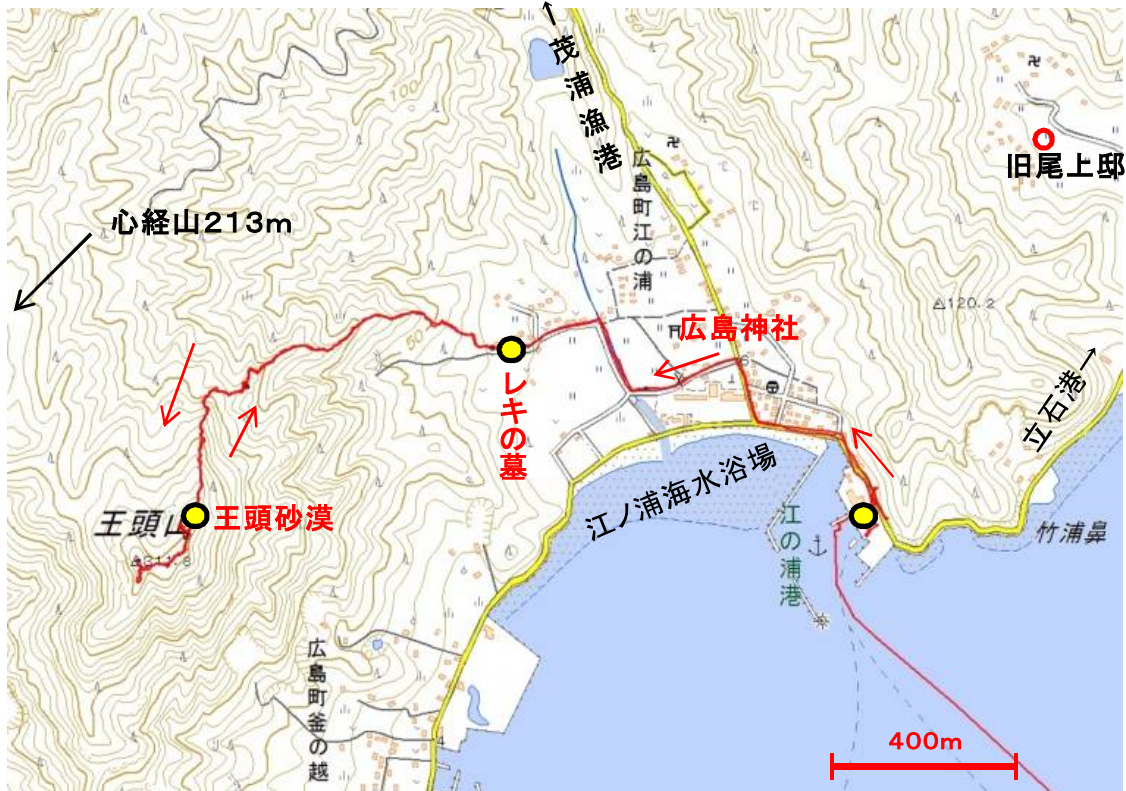 ↑茂浦漁港
広島町江の浦
旧尾上邸
心経山213m
100
50
△120.2
広島神社
レキの墓
6
立石港→
王頭山
王頭砂漠
江ノ浦海水浴場
江の浦港
竹浦鼻
広島町釜の越
4
400m